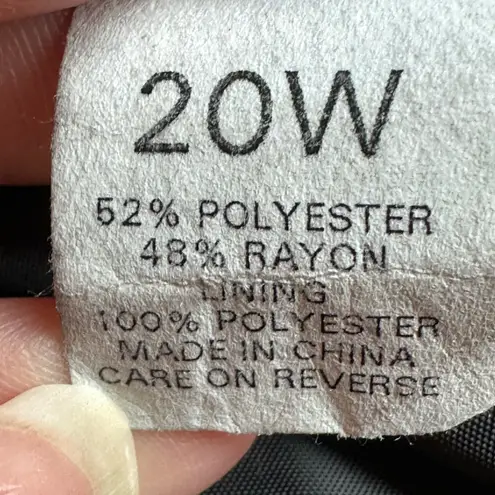 20W
52% POLYESTER
48% RAYON
LINING
100% POLYESTER
MADE IN CHINA
CARE ON REVERSE